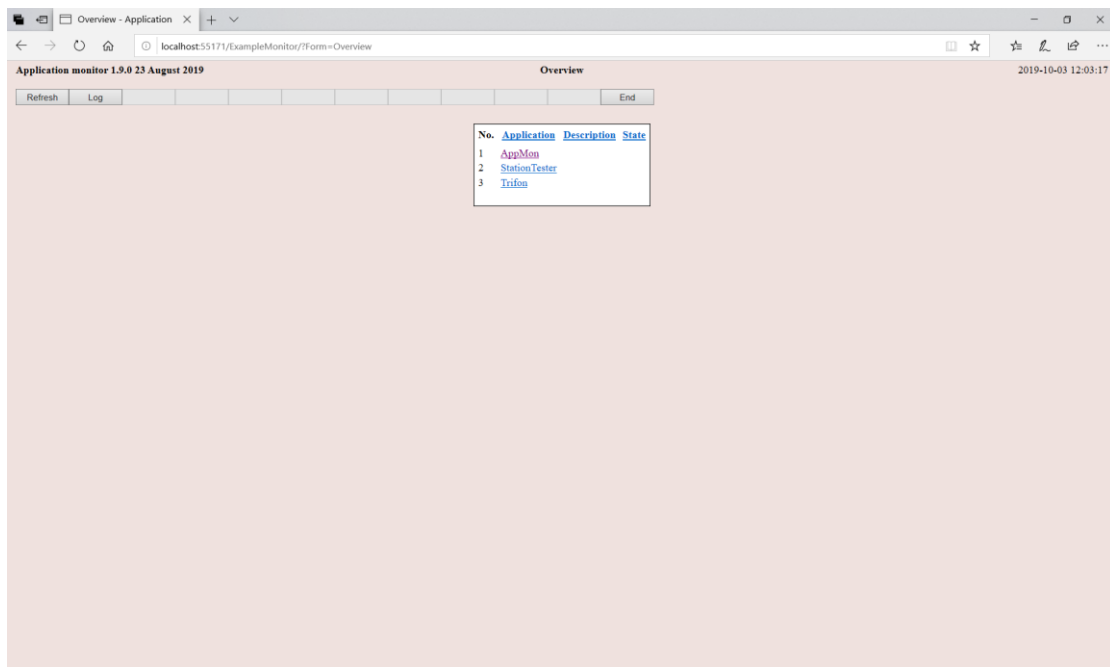 Overview - Application
localhost:55171/ExampleMonitor/?Form=Overview
Application monitor 1.9.0 23 August 2019 Overview 2019-10-03 12:03:17
Refresh Log End
No. Application Description State
1 AppMon
2 StationTester
3 Trifon